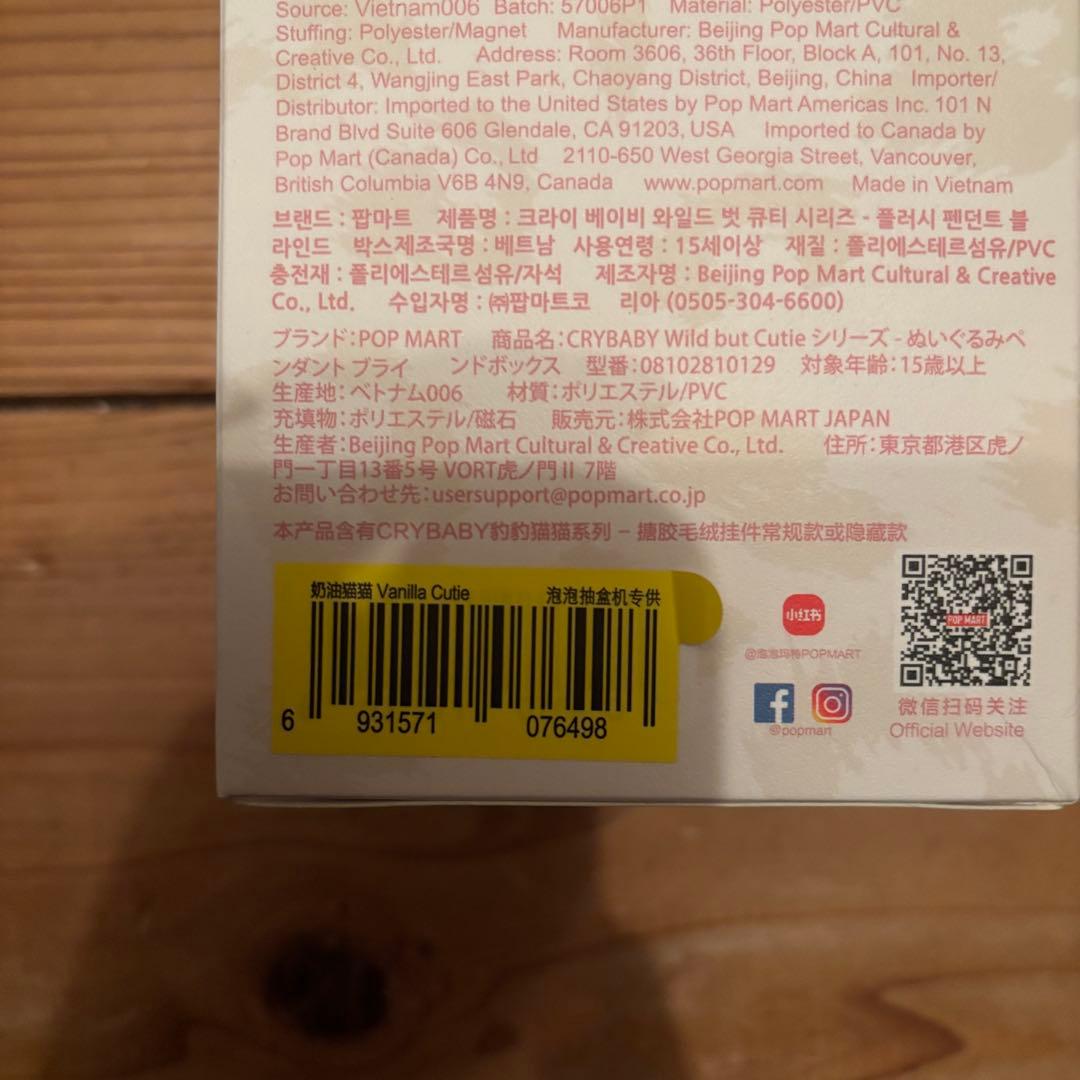 Source: Vietnam006 Batch: 57006P1 Material: Polyester/PVC
Stuffing: Polyester/Magnet Manufacturer: Beijing Pop Mart Cultural &
Creative Co., Ltd. Address: Room 3606, 36th Floor, Block A, 101, No. 13,
District 4, Wangjing East Park, Chaoyang District, Beijing, China Importer/
Distributor: Imported to the United States by Pop Mart Americas Inc. 101 N
Brand Blvd Suite 606 Glendale, CA 91203, USA Imported to Canada by
Pop Mart (Canada) Co., Ltd 2110-650 West Georgia Street, Vancouver,
British Columbia V6B 4N9, Canada www.popmart.com Made in Vietnam
브랜드 : 팝마트 제품명 : 크라이 베이비 와일드 벗 큐티 시리즈 - 플러시 펜던트 블
라인드 박스제조국명 : 베트남 사용연령 : 15세이상 재질 : 폴리에스테르섬유/PVC
충전재 : 폴리에스테르섬유/자석 제조자명 : Beijing Pop Mart Cultural & Creative
Co., Ltd. 수입자명 : ㈜팝마트코 리아 (0505-304-6600)
ブランド:POP MART 商品名:CRYBABY Wild but Cutie シリーズ - ぬいぐるみペ
ンダント ブライ ンドボックス 型番:08102810129 対象年齢:15歳以上
生産地:ベトナム006 材質:ポリエステル/PVC
充填物:ポリエステル/磁石 販売元:株式会社POP MART JAPAN
生産者:Beijing Pop Mart Cultural & Creative Co., Ltd. 住所:東京都港区虎ノ
門一丁目13番5号 VORT虎ノ門Ⅱ 7階
お問い合わせ先:usersupport@popmart.co.jp
本产品含有CRYBABY豹豹猫猫系列 - 搪胶毛绒挂件常规款或隐藏款
奶油猫猫 Vanilla Cutie 泡泡抽盒机专供
6 931571 076498
小红书
@泡泡玛特POPMART
@popmart
POP MART
微信扫码关注
Official Website